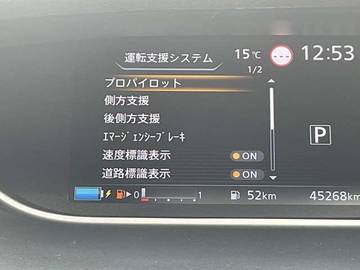 運転支援システム 15℃ 12:53
1/2
プロパイロット
側方支援
後側方支援
ｴﾏｰｼﾞｪﾝｼｰﾌﾞﾚｰｷ
速度標識表示 ON
道路標識表示 ON
P
0 1 52km 45268km